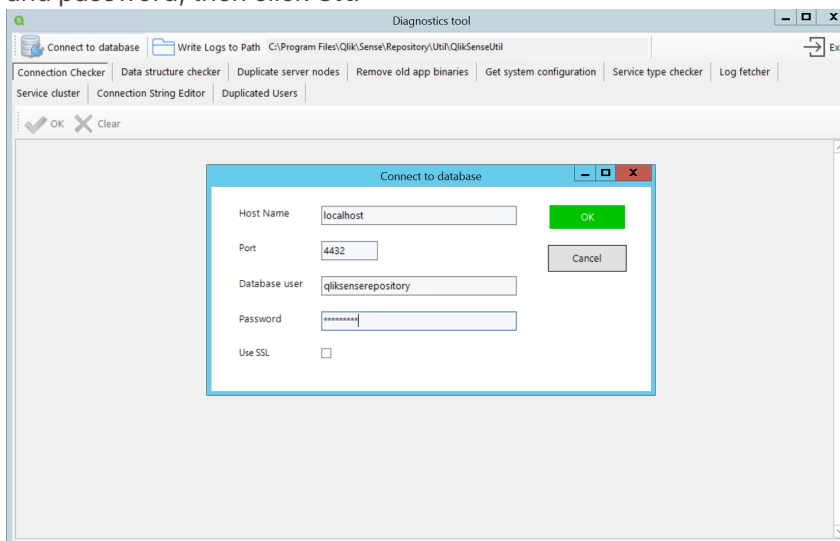 and password, then click OK.
Diagnostics tool
Connect to database Write Logs to Path C:\Program Files\Qlik\Sense\Repository\Util\QlikSenseUtil Ex
Connection Checker Data structure checker Duplicate server nodes Remove old app binaries Get system configuration Service type checker Log fetcher
Service cluster Connection String Editor Duplicated Users
OK Clear
Connect to database
Host Name localhost OK
Port 4432 Cancel
Database user qliksenserepository
Password *********
Use SSL